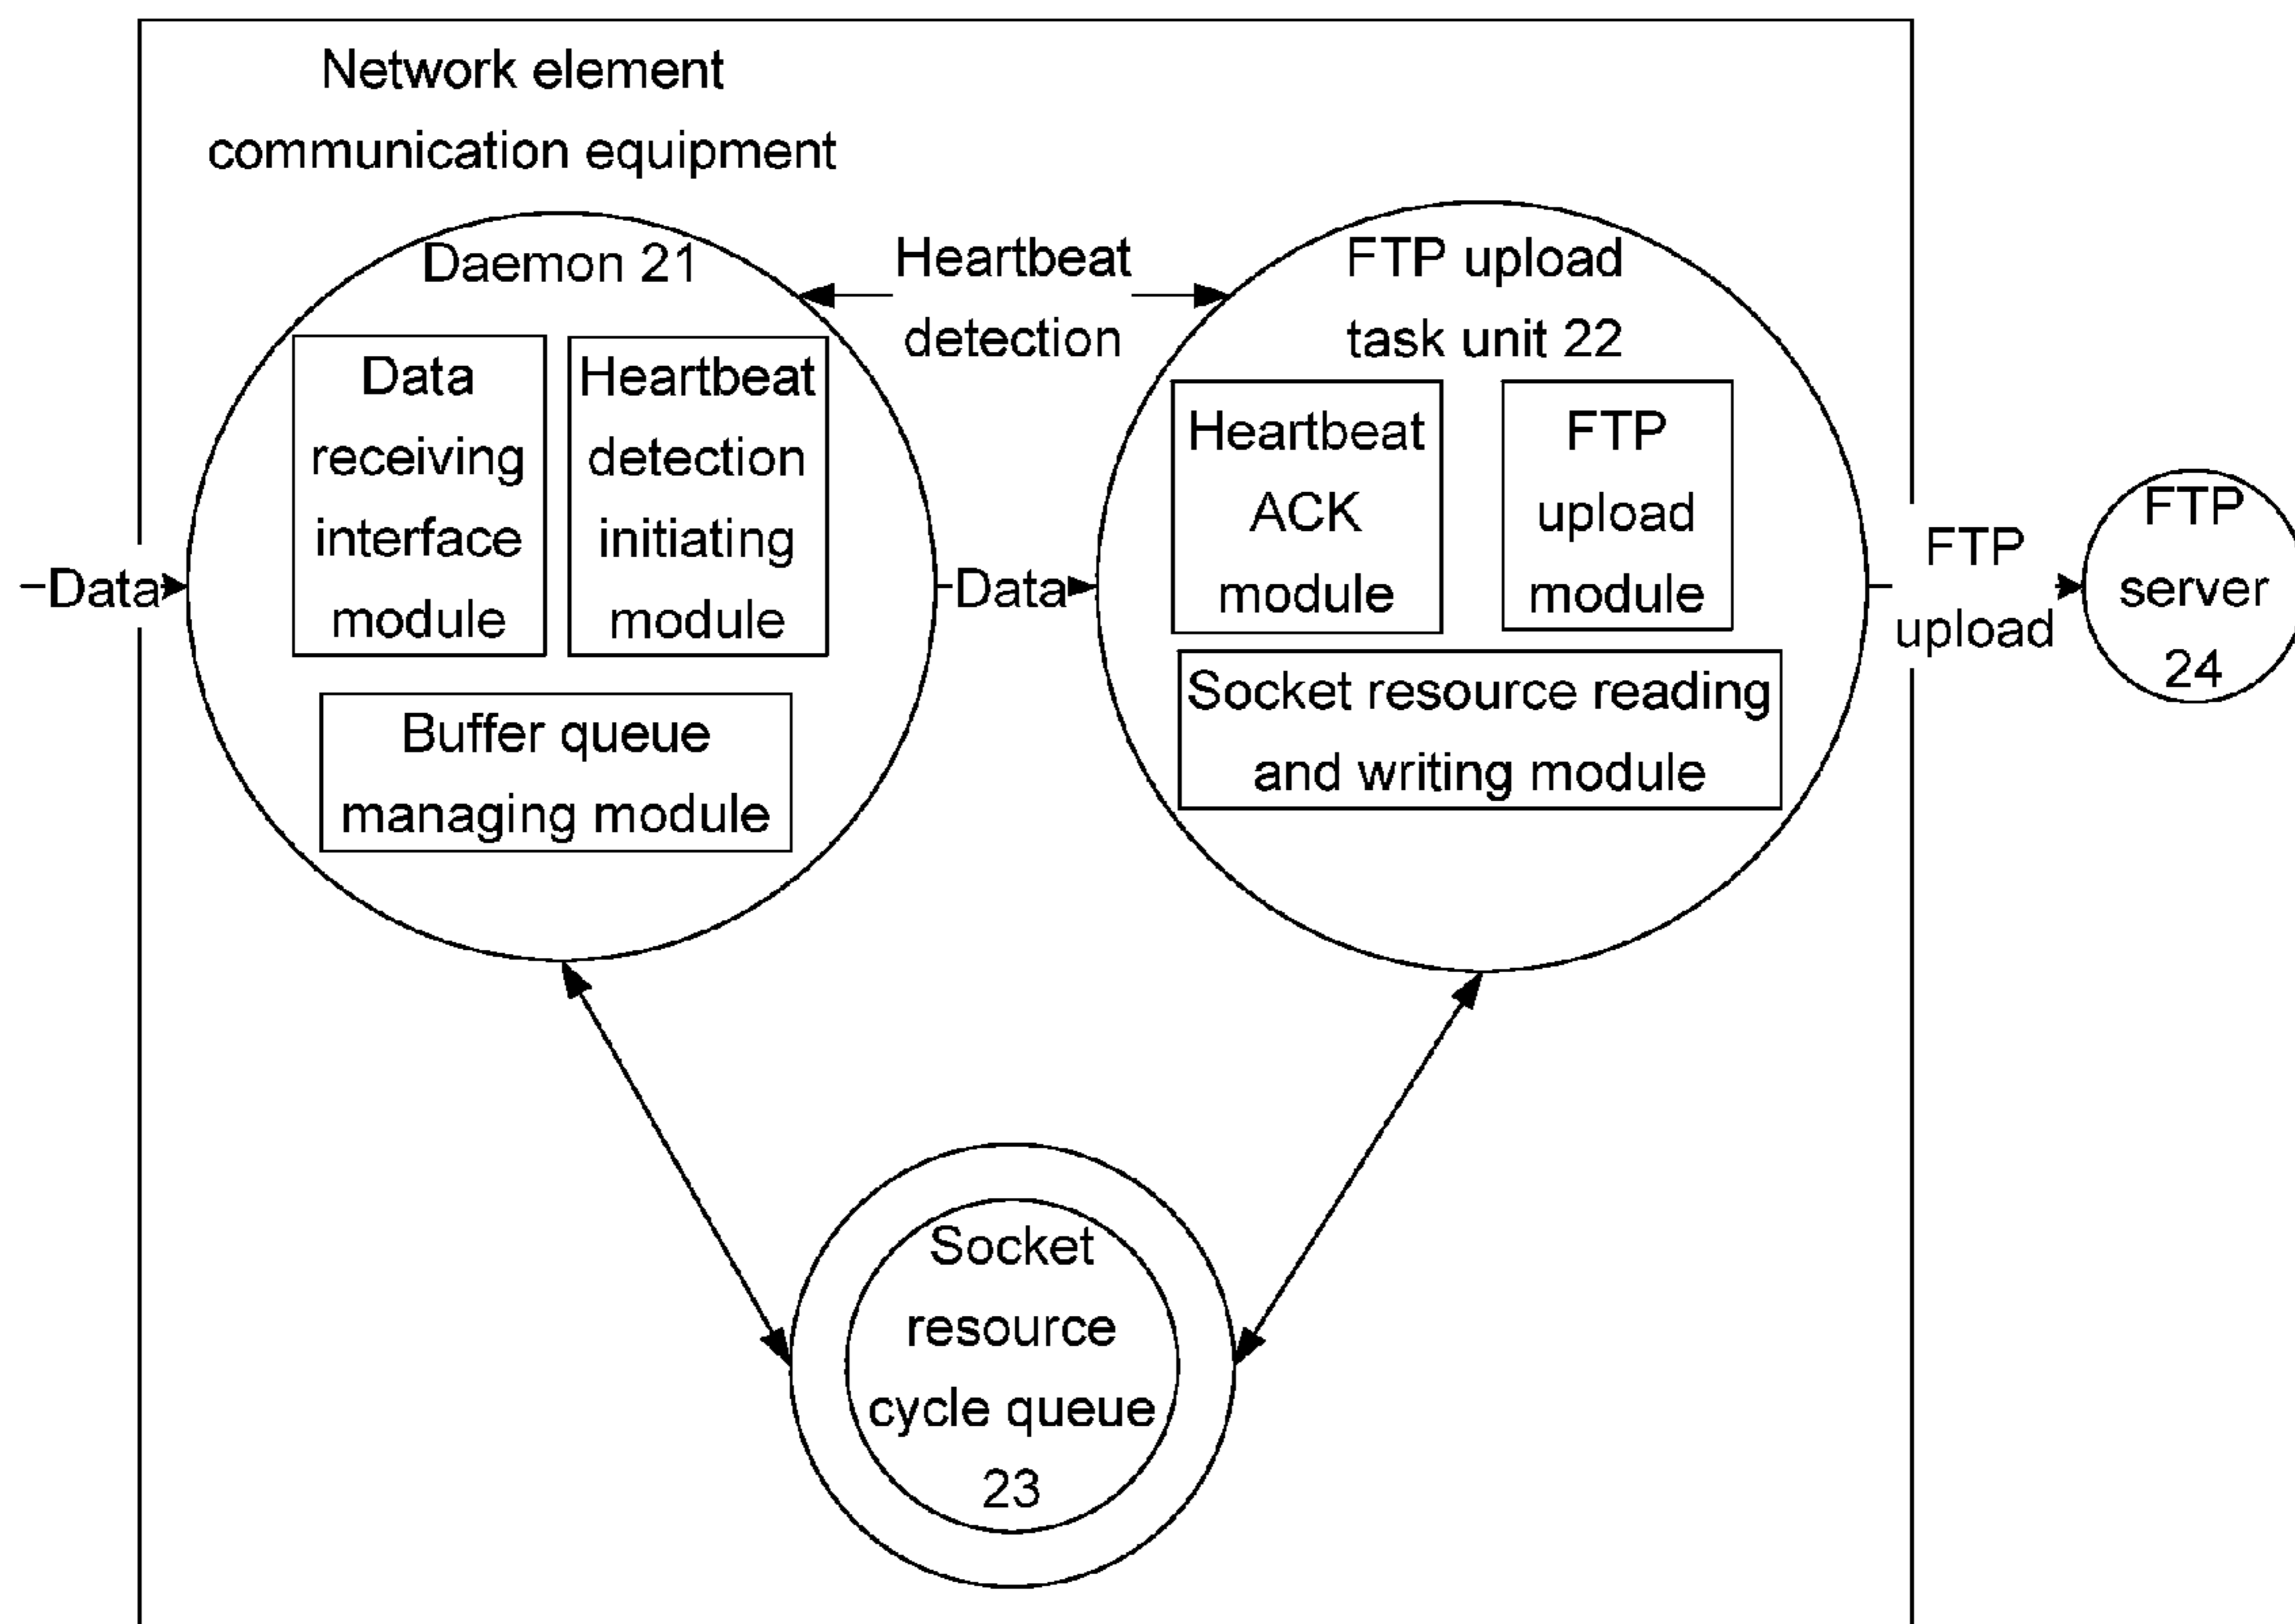 Network element
communication equipment
Daemon 21
Data
receiving
interface
module
Heartbeat
detection
initiating
module
Buffer queue
managing module
Heartbeat
detection
FTP upload
task unit 22
Heartbeat
ACK
module
FTP
upload
module
Socket resource reading
and writing module
Data
Data
FTP
upload
FTP
server
24
Socket
resource
cycle queue
23